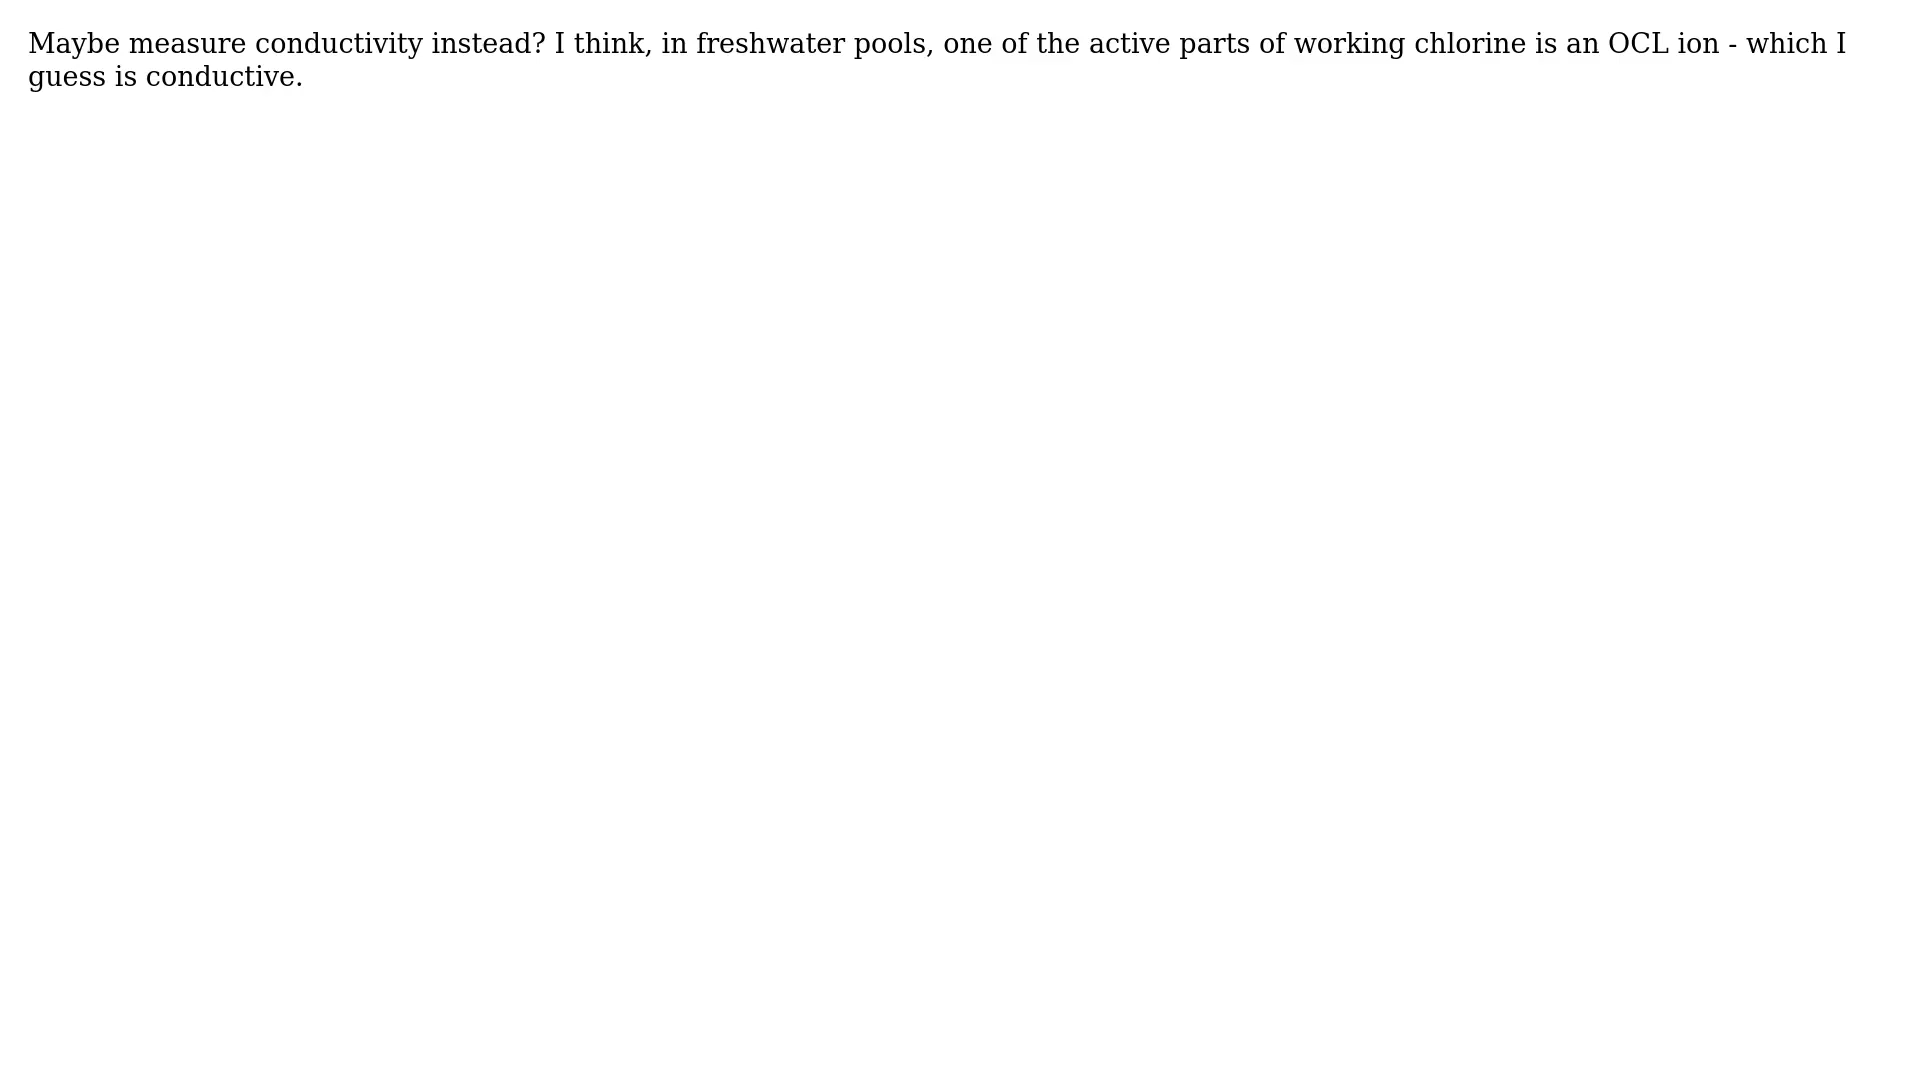 Maybe measure conductivity instead? I think, in freshwater pools, one of the active parts of working chlorine is an OCL ion - which I
guess is conductive.